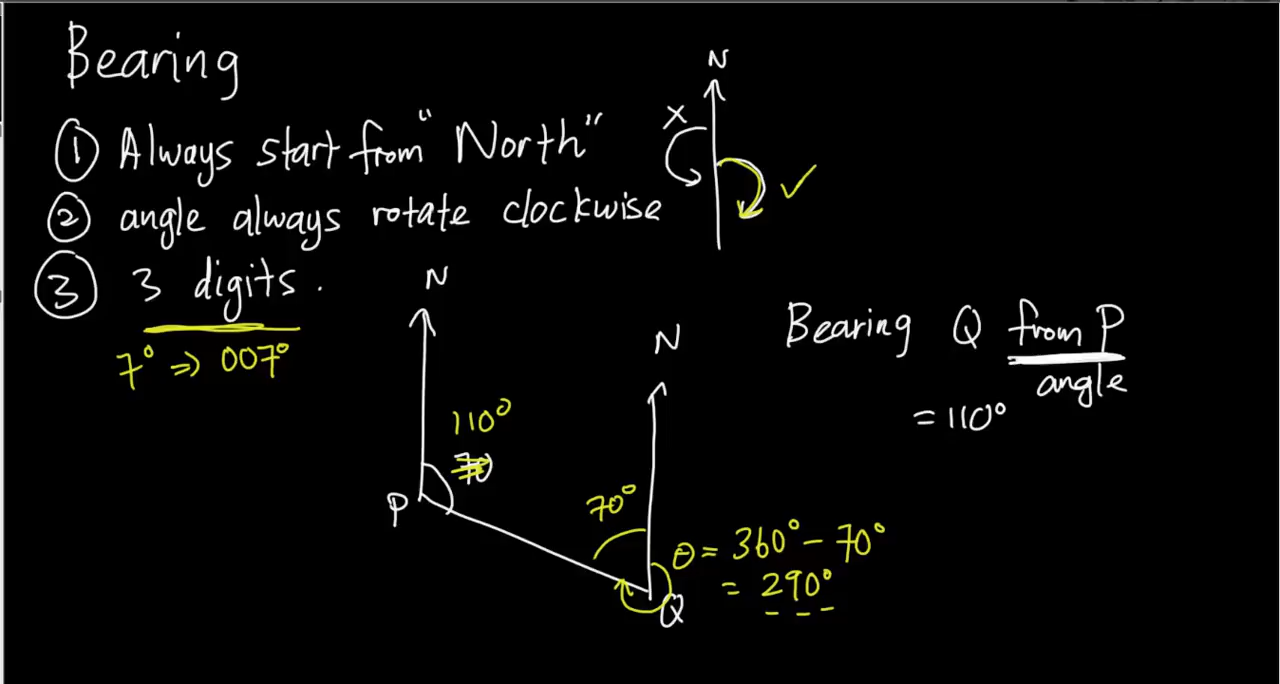 Bearing
① Always start from "North"
② angle always rotate clockwise
③ 3 digits.
7° ⇒ 007°
N
X ✓
N
110°
P
N
70°
θ = 360° - 70°
= 290°
Q
Bearing Q from P
angle
= 110°